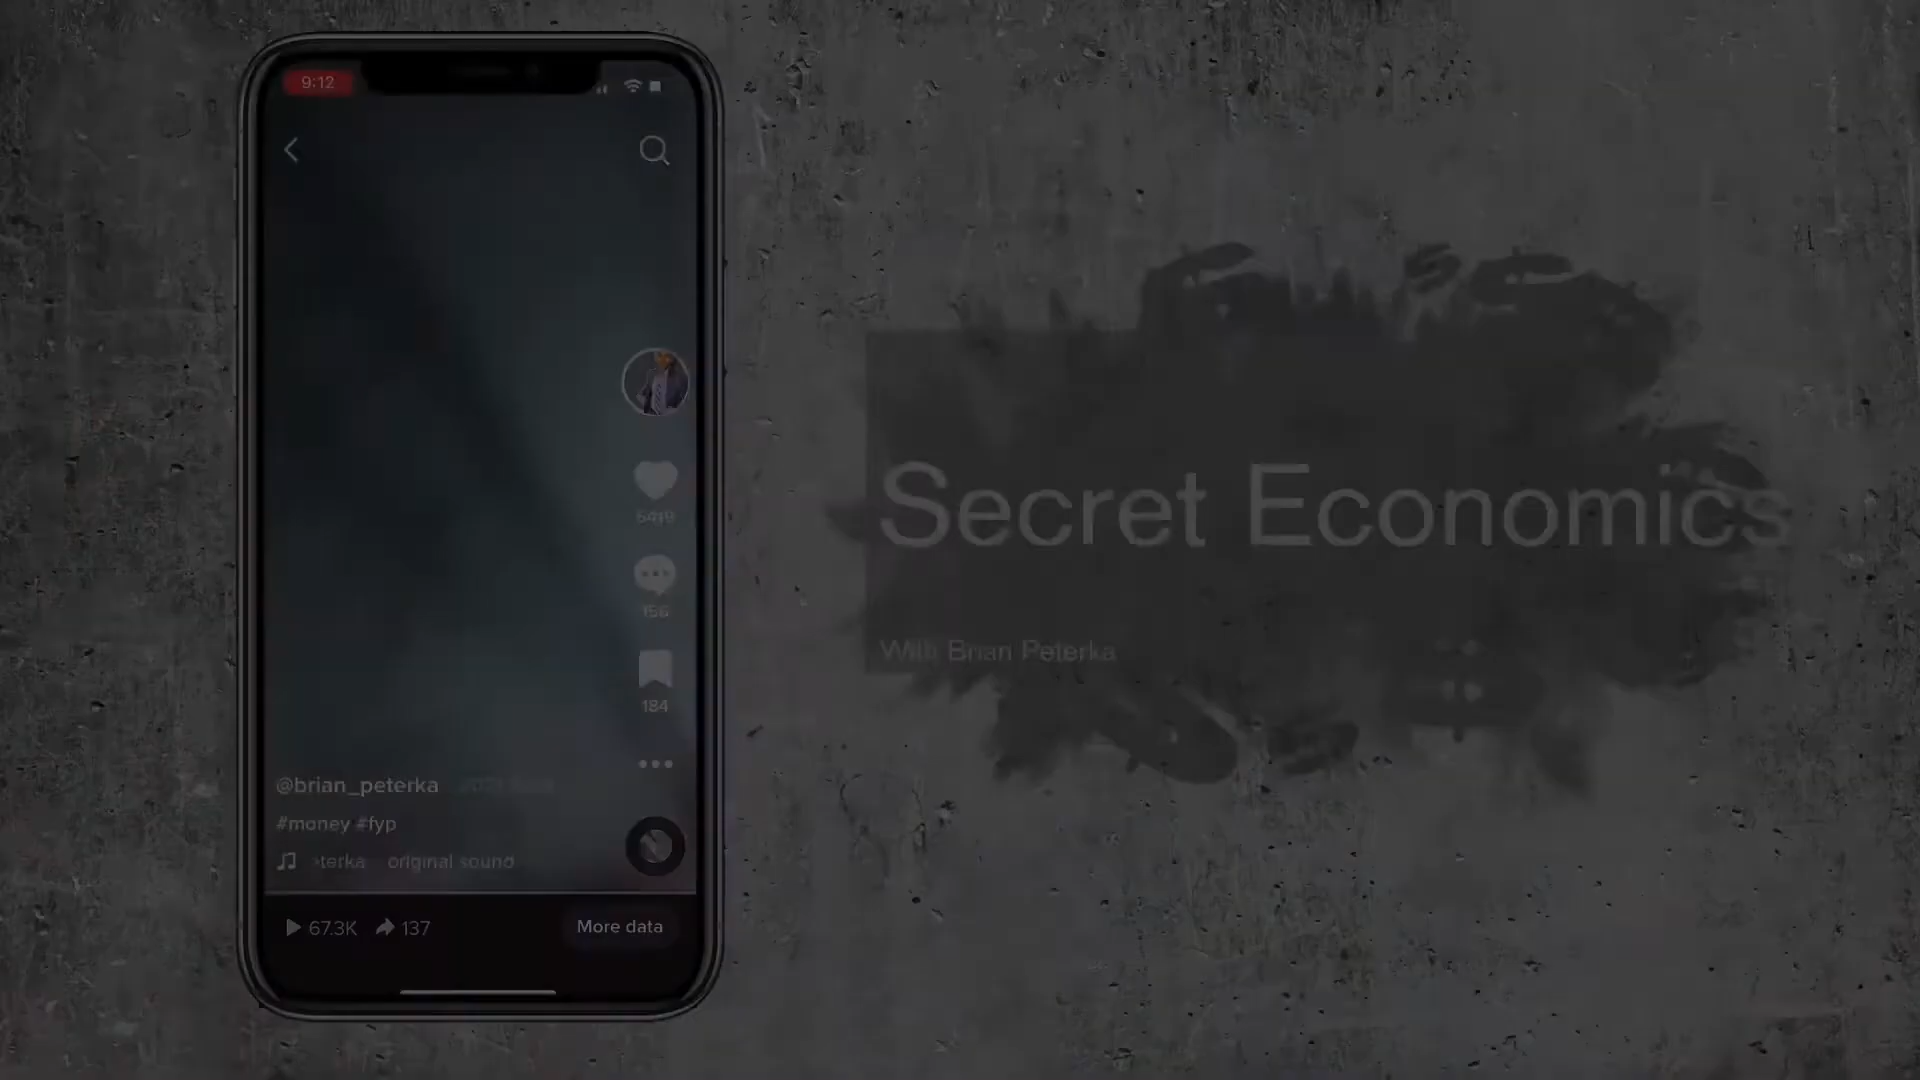 9:12
6419
156
184
@brian_peterka
#money #fyp
terka original sound
67.3K 137
More data
Secret Economics
With Brian Peterka